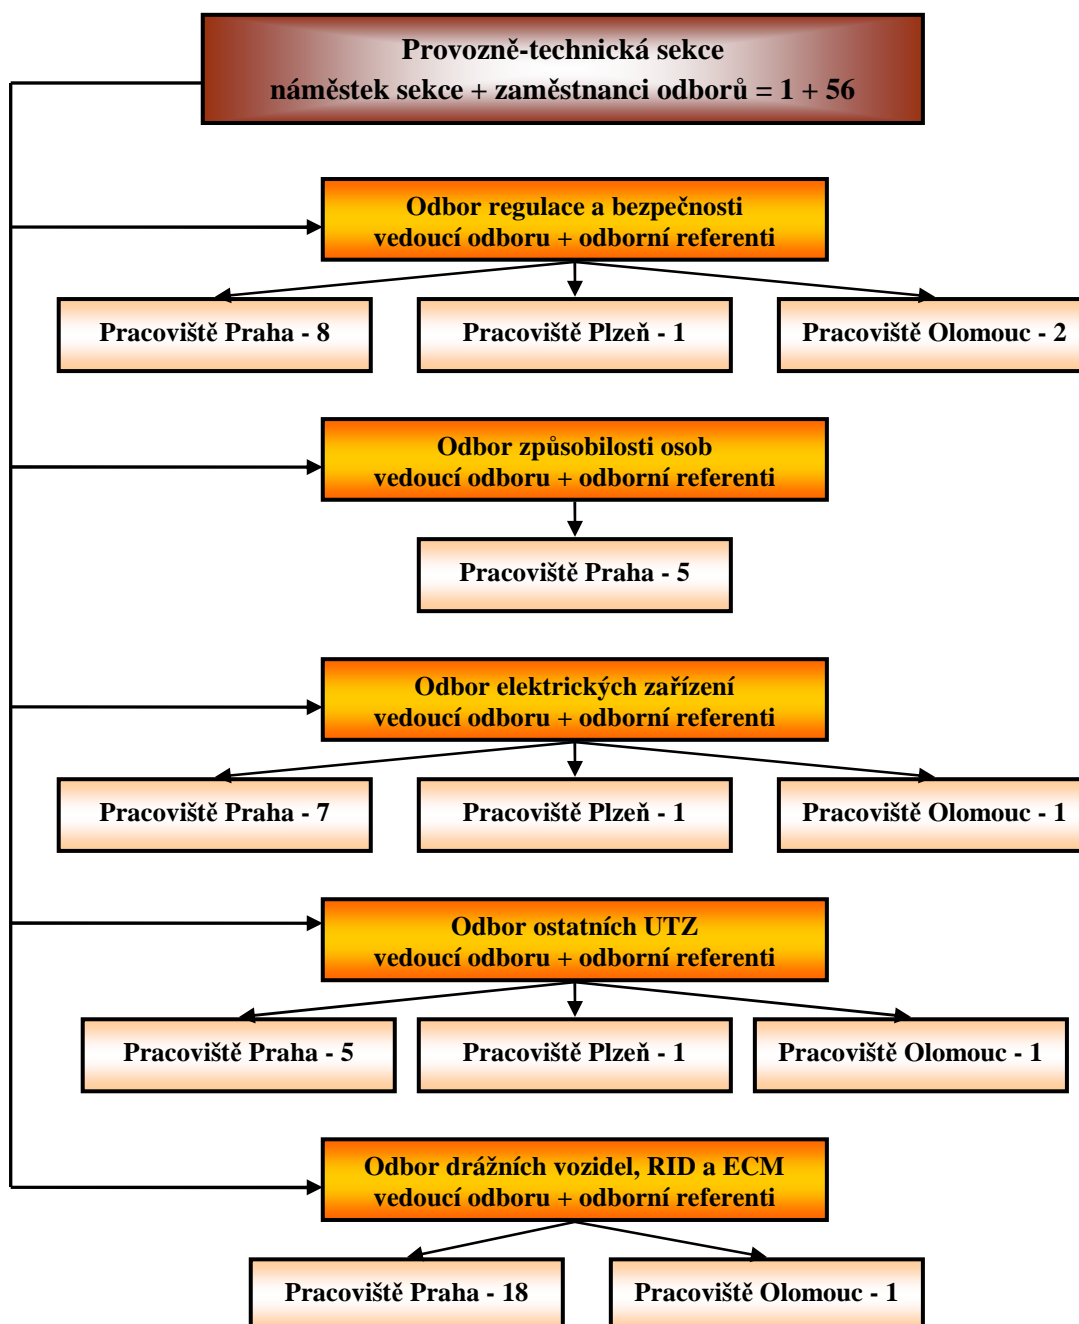 Provozně-technická sekce
náměstek sekce + zaměstnanci odborů = 1 + 56
Odbor regulace a bezpečnosti
vedoucí odboru + odborní referenti
Pracoviště Praha - 8
Pracoviště Plzeň - 1
Pracoviště Olomouc - 2
Odbor způsobilosti osob
vedoucí odboru + odborní referenti
Pracoviště Praha - 5
Odbor elektrických zařízení
vedoucí odboru + odborní referenti
Pracoviště Praha - 7
Pracoviště Plzeň - 1
Pracoviště Olomouc - 1
Odbor ostatních UTZ
vedoucí odboru + odborní referenti
Pracoviště Praha - 5
Pracoviště Plzeň - 1
Pracoviště Olomouc - 1
Odbor drážních vozidel, RID a ECM
vedoucí odboru + odborní referenti
Pracoviště Praha - 18
Pracoviště Olomouc - 1